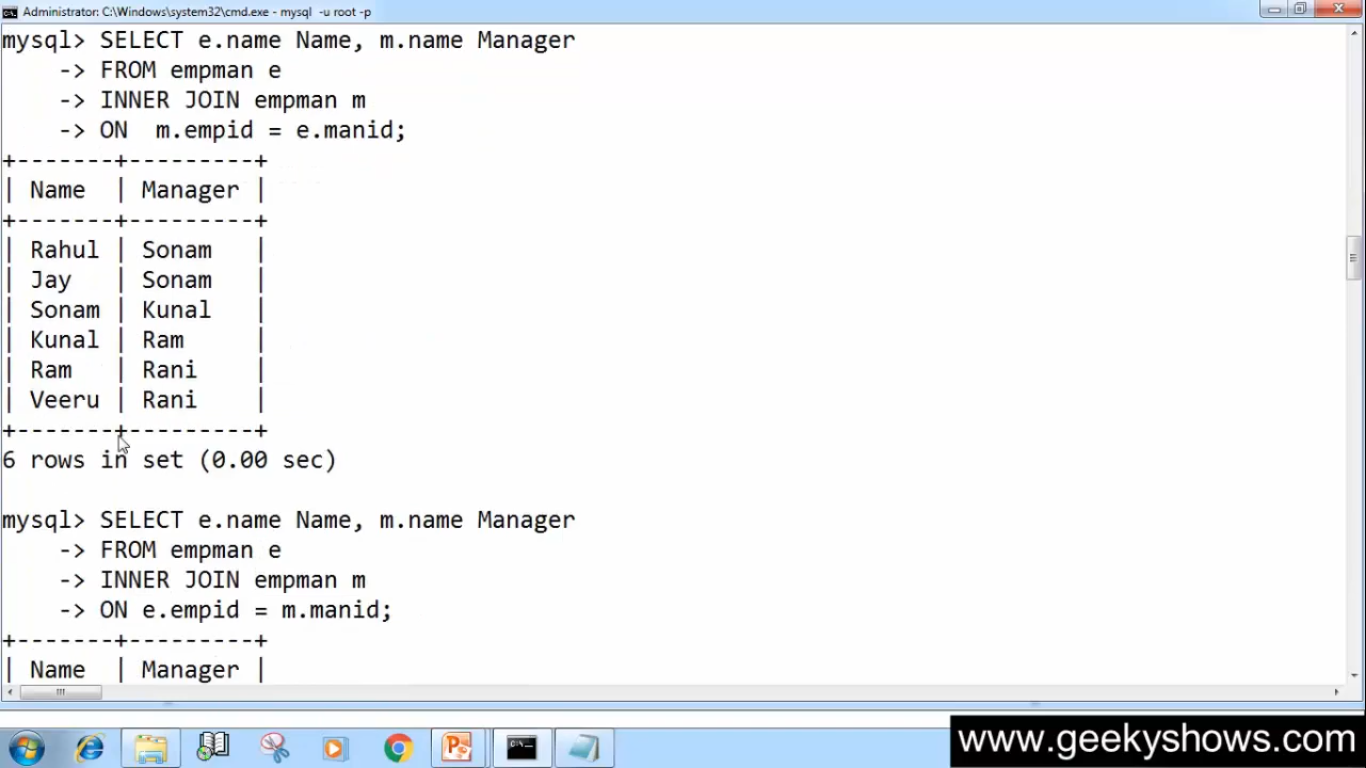 Administrator: C:\Windows\system32\cmd.exe - mysql  -u root -p
mysql> SELECT e.name Name, m.name Manager
    -> FROM empman e
    -> INNER JOIN empman m
    -> ON  m.empid = e.manid;
+-------+---------+
| Name  | Manager |
+-------+---------+
| Rahul | Sonam   |
| Jay   | Sonam   |
| Sonam | Kunal   |
| Kunal | Ram     |
| Ram   | Rani    |
| Veeru | Rani    |
+-------+---------+
6 rows in set (0.00 sec)
mysql> SELECT e.name Name, m.name Manager
    -> FROM empman e
    -> INNER JOIN empman m
    -> ON e.empid = m.manid;
+-------+---------+
| Name  | Manager |
www.geekyshows.com